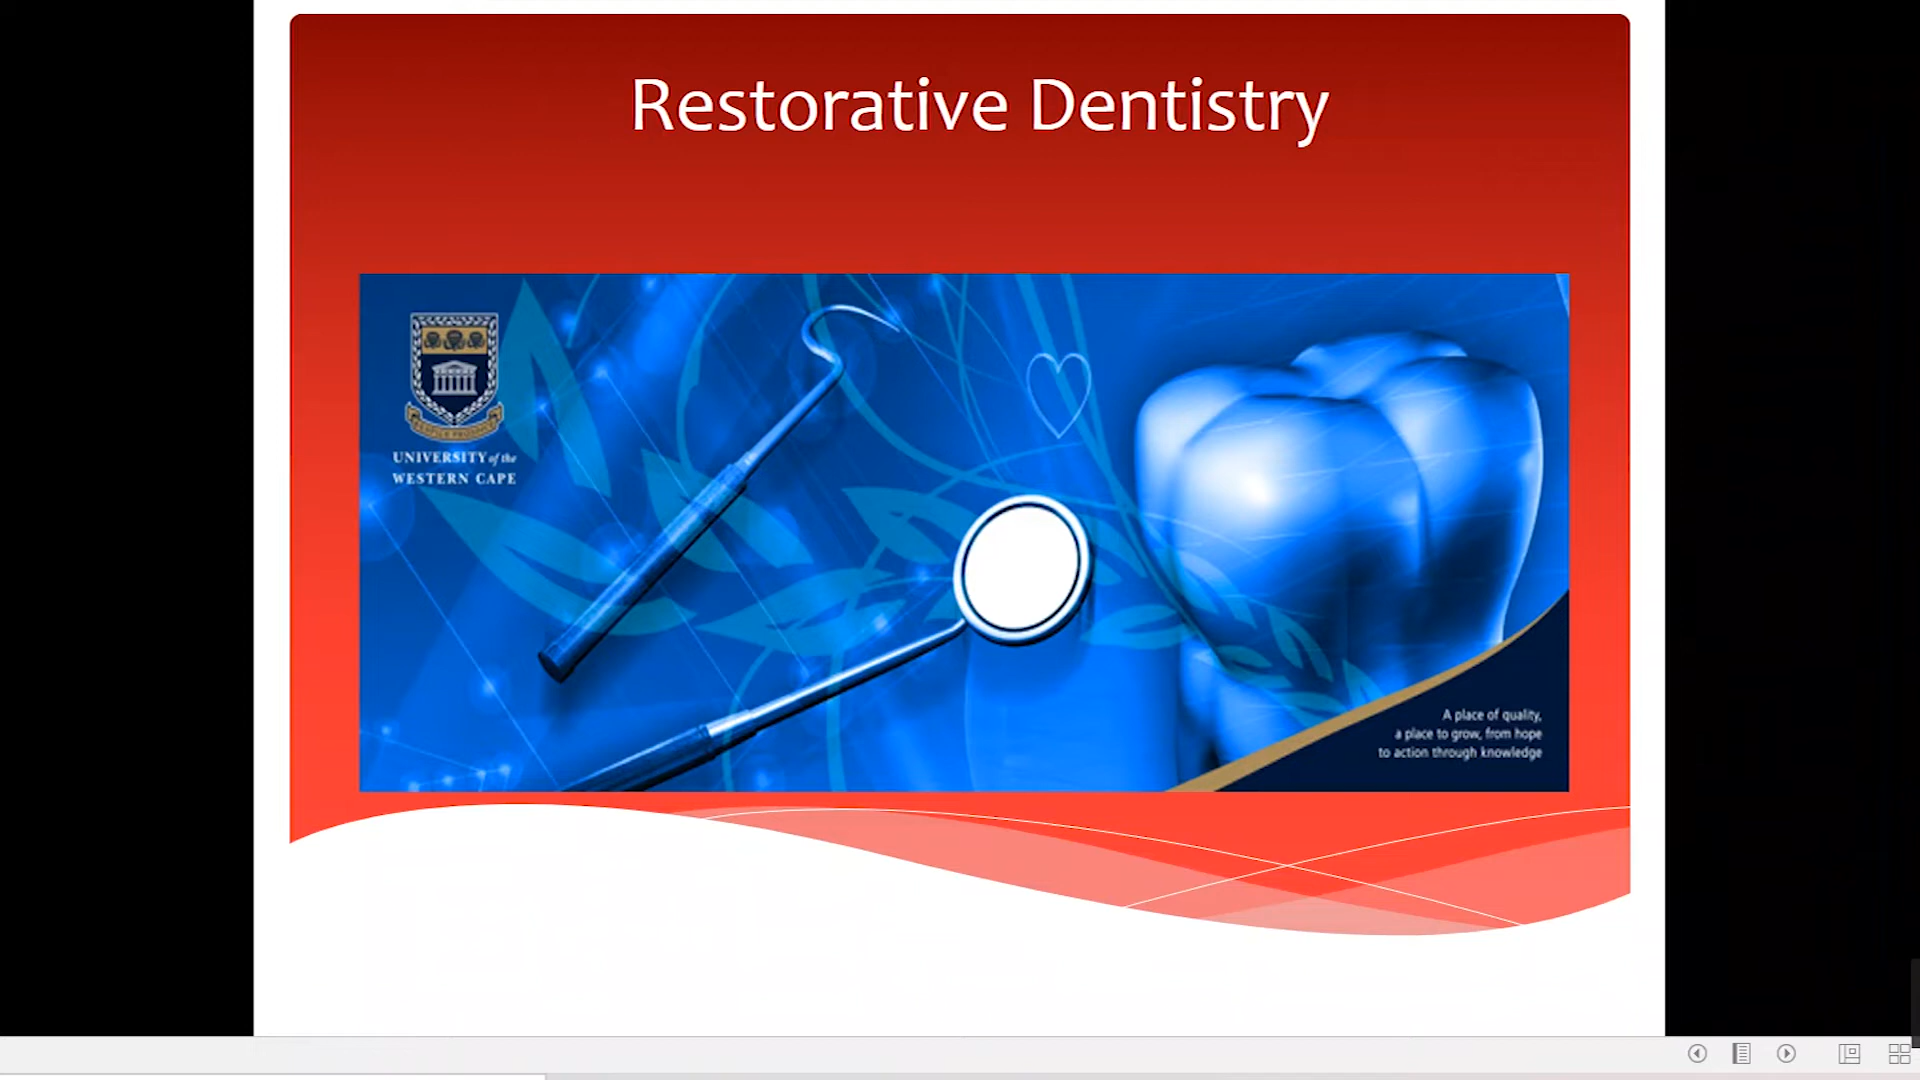 Restorative Dentistry
UNIVERSITY of the
WESTERN CAPE
A place of quality,
a place to grow, from hope
to action through knowledge